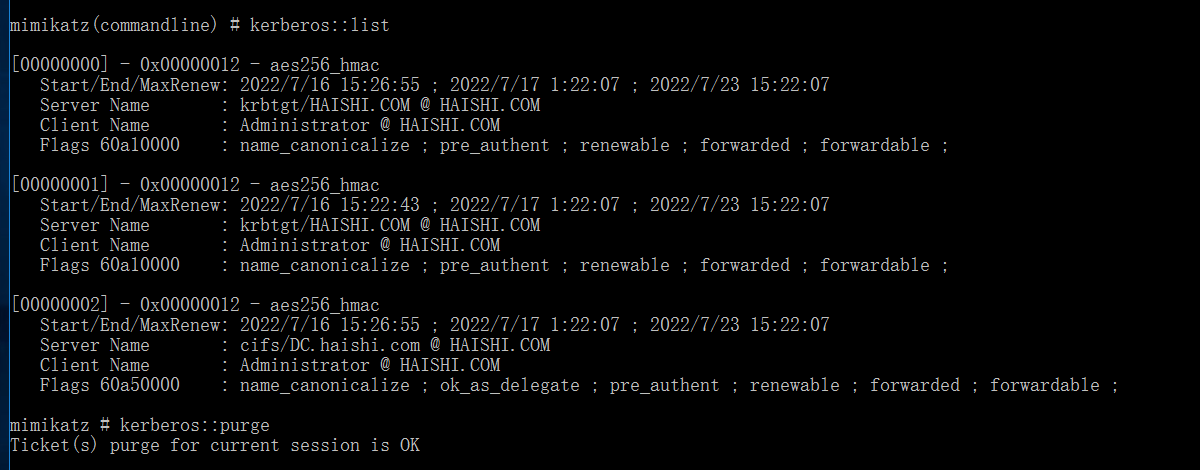 mimikatz(commandline) # kerberos::list
[00000000] - 0x00000012 - aes256_hmac
Start/End/MaxRenew: 2022/7/16 15:26:55 ; 2022/7/17 1:22:07 ; 2022/7/23 15:22:07
Server Name : krbtgt/HAISHI.COM @ HAISHI.COM
Client Name : Administrator @ HAISHI.COM
Flags 60a10000 : name_canonicalize ; pre_authent ; renewable ; forwarded ; forwardable ;
[00000001] - 0x00000012 - aes256_hmac
Start/End/MaxRenew: 2022/7/16 15:22:43 ; 2022/7/17 1:22:07 ; 2022/7/23 15:22:07
Server Name : krbtgt/HAISHI.COM @ HAISHI.COM
Client Name : Administrator @ HAISHI.COM
Flags 60a10000 : name_canonicalize ; pre_authent ; renewable ; forwarded ; forwardable ;
[00000002] - 0x00000012 - aes256_hmac
Start/End/MaxRenew: 2022/7/16 15:26:55 ; 2022/7/17 1:22:07 ; 2022/7/23 15:22:07
Server Name : cifs/DC.haishi.com @ HAISHI.COM
Client Name : Administrator @ HAISHI.COM
Flags 60a50000 : name_canonicalize ; ok_as_delegate ; pre_authent ; renewable ; forwarded ; forwardable ;
mimikatz # kerberos::purge
Ticket(s) purge for current session is OK